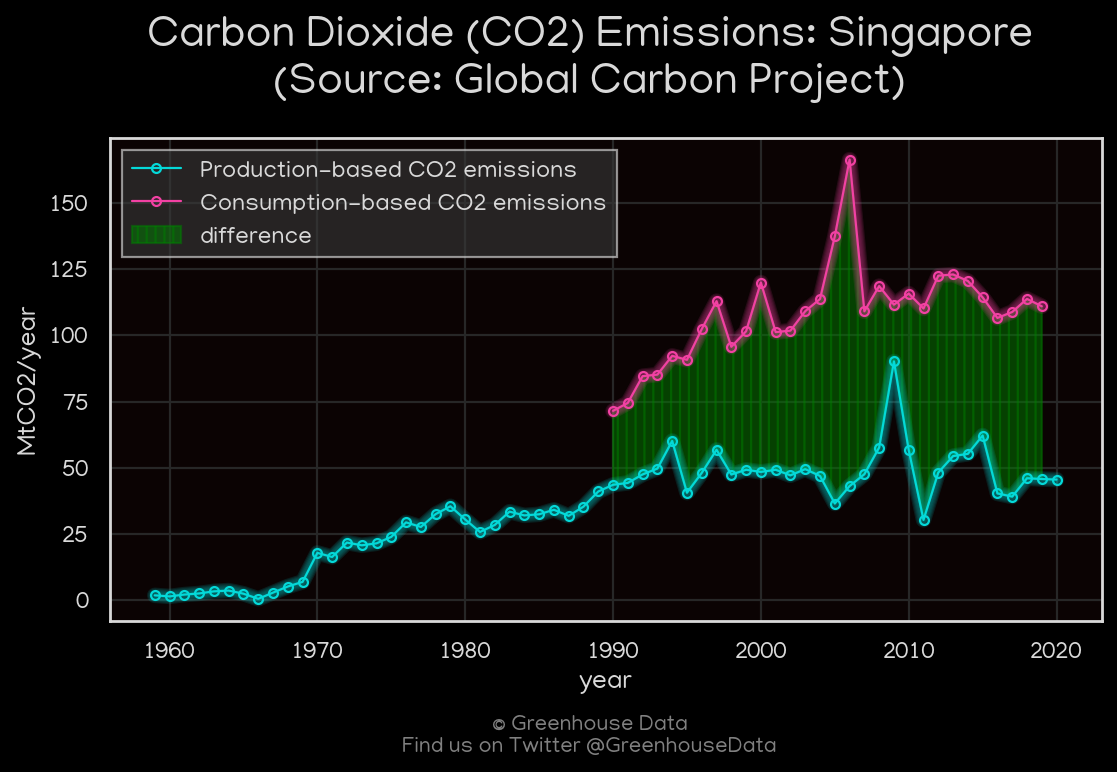 Carbon Dioxide (CO2) Emissions: Singapore
(Source: Global Carbon Project)
Production-based CO2 emissions
Consumption-based CO2 emissions
difference
MtCO2/year
150
125
100
75
50
25
0
1960 1970 1980 1990 2000 2010 2020
year
© Greenhouse Data
Find us on Twitter @GreenhouseData